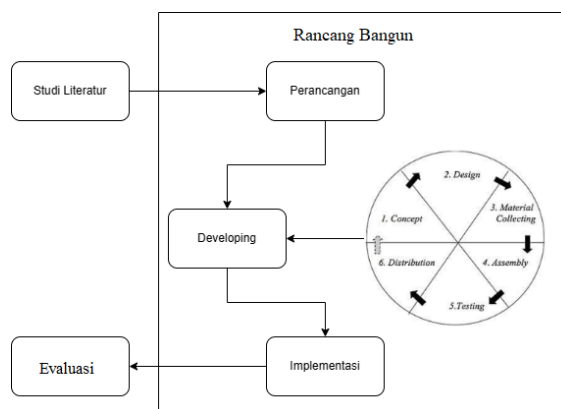 Rancang Bangun
Studi Literatur
Perancangan
2. Design
1. Concept
3. Material
Collecting
Developing
6. Distribution
4. Assembly
5.Testing
Evaluasi
Implementasi